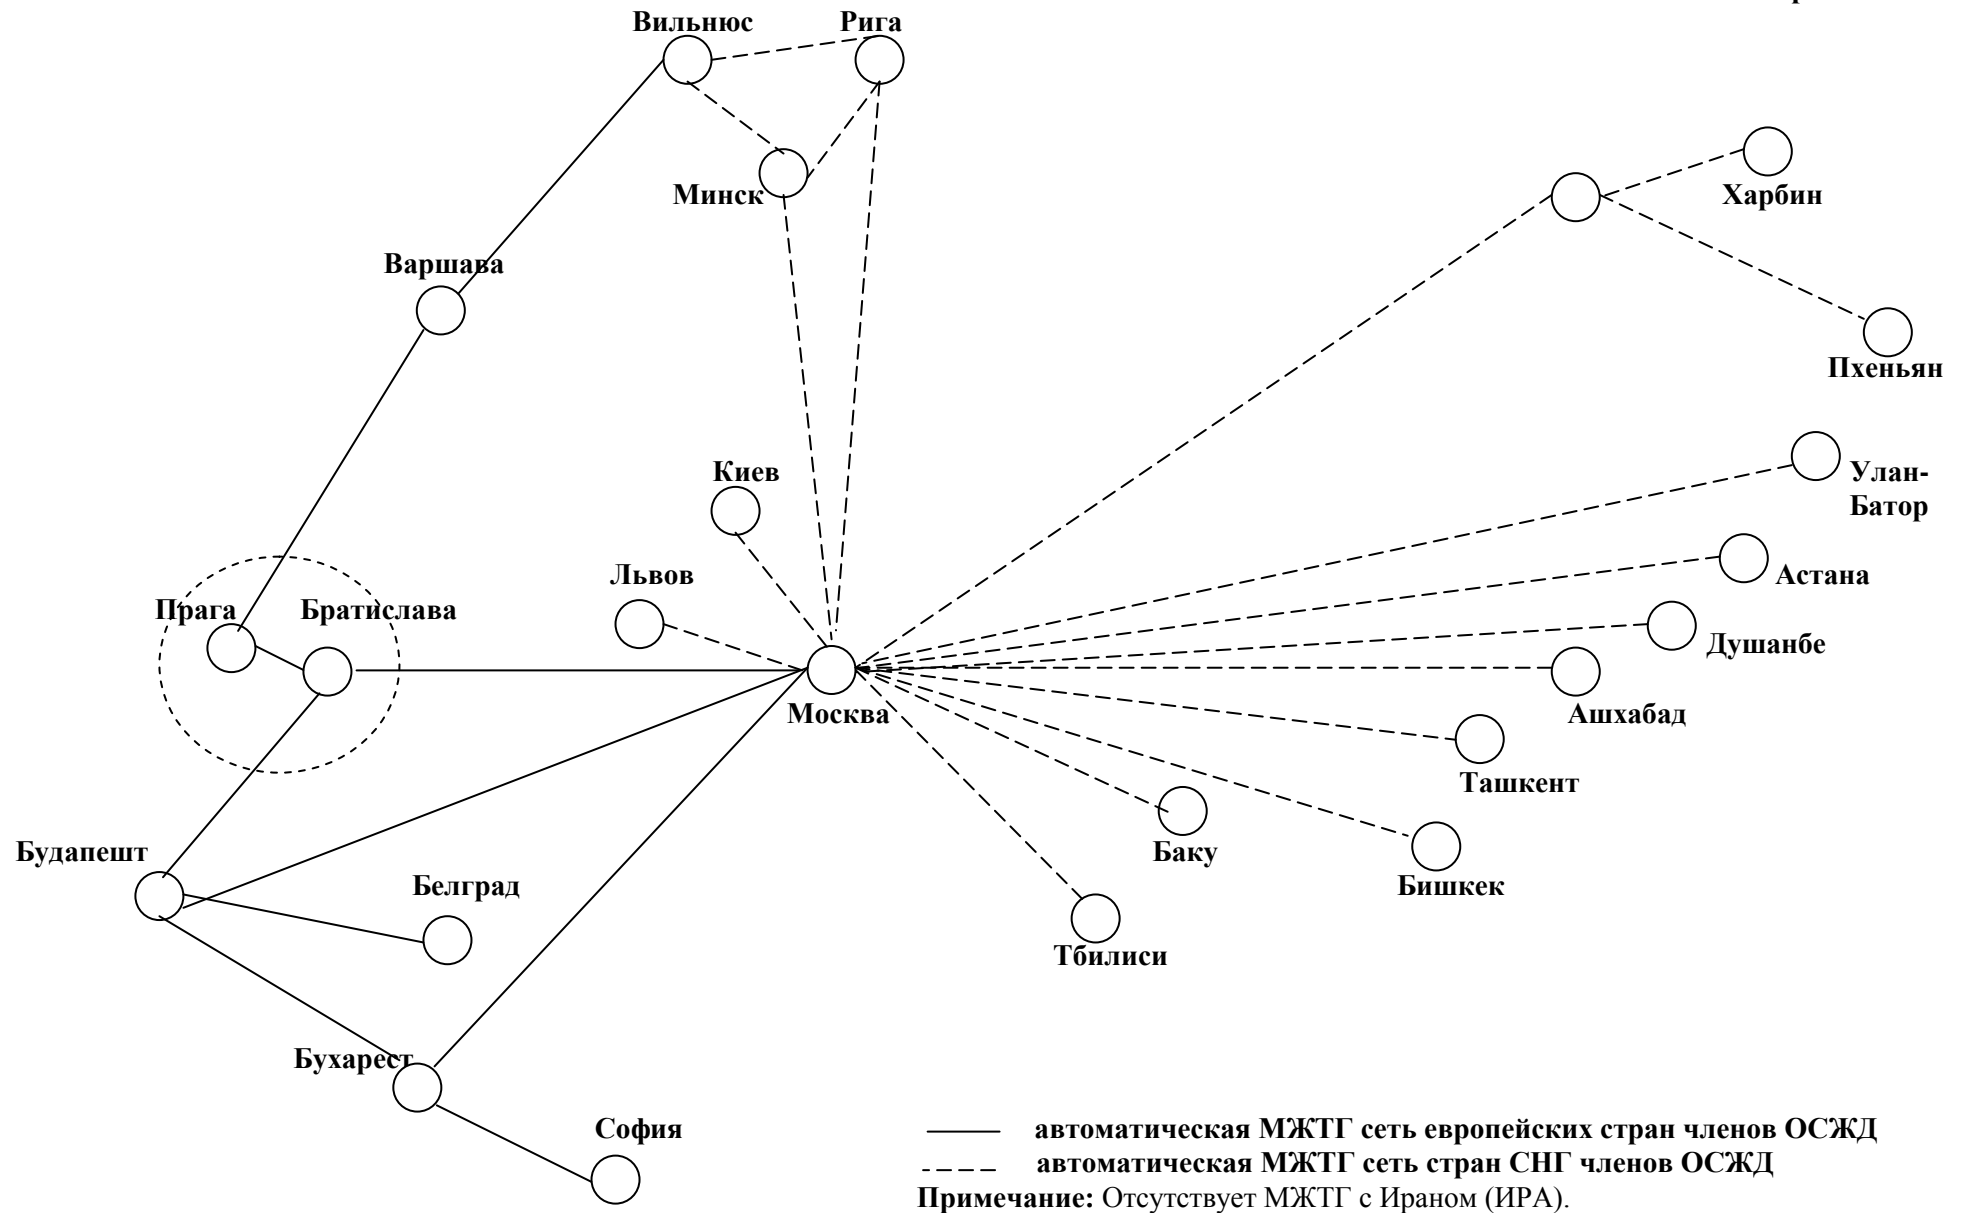 Вильнюс
Рига
Минск
Харбин
Варшава
Пхеньян
Киев
Улан-
Батор
Львов
Астана
Прага
Братислава
Душанбе
Москва
Ашхабад
Ташкент
Будапешт
Баку
Белград
Бишкек
Тбилиси
Бухарест
София
автоматическая МЖТГ сеть европейских стран членов ОСЖД
автоматическая МЖТГ сеть стран СНГ членов ОСЖД
Примечание: Отсутствует МЖТГ с Ираном (ИРА).